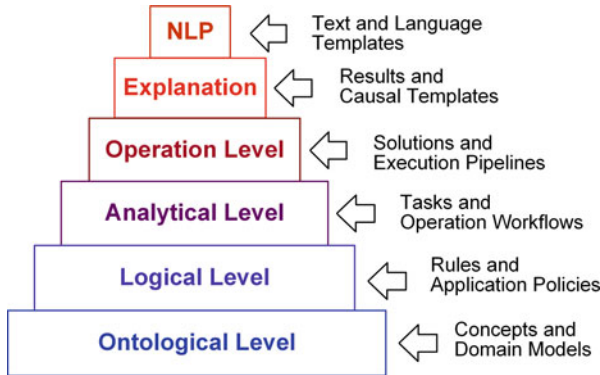 NLP
Text and Language
Templates
Explanation
Results and
Causal Templates
Operation Level
Solutions and
Execution Pipelines
Analytical Level
Tasks and
Operation Workflows
Logical Level
Rules and
Application Policies
Ontological Level
Concepts and
Domain Models